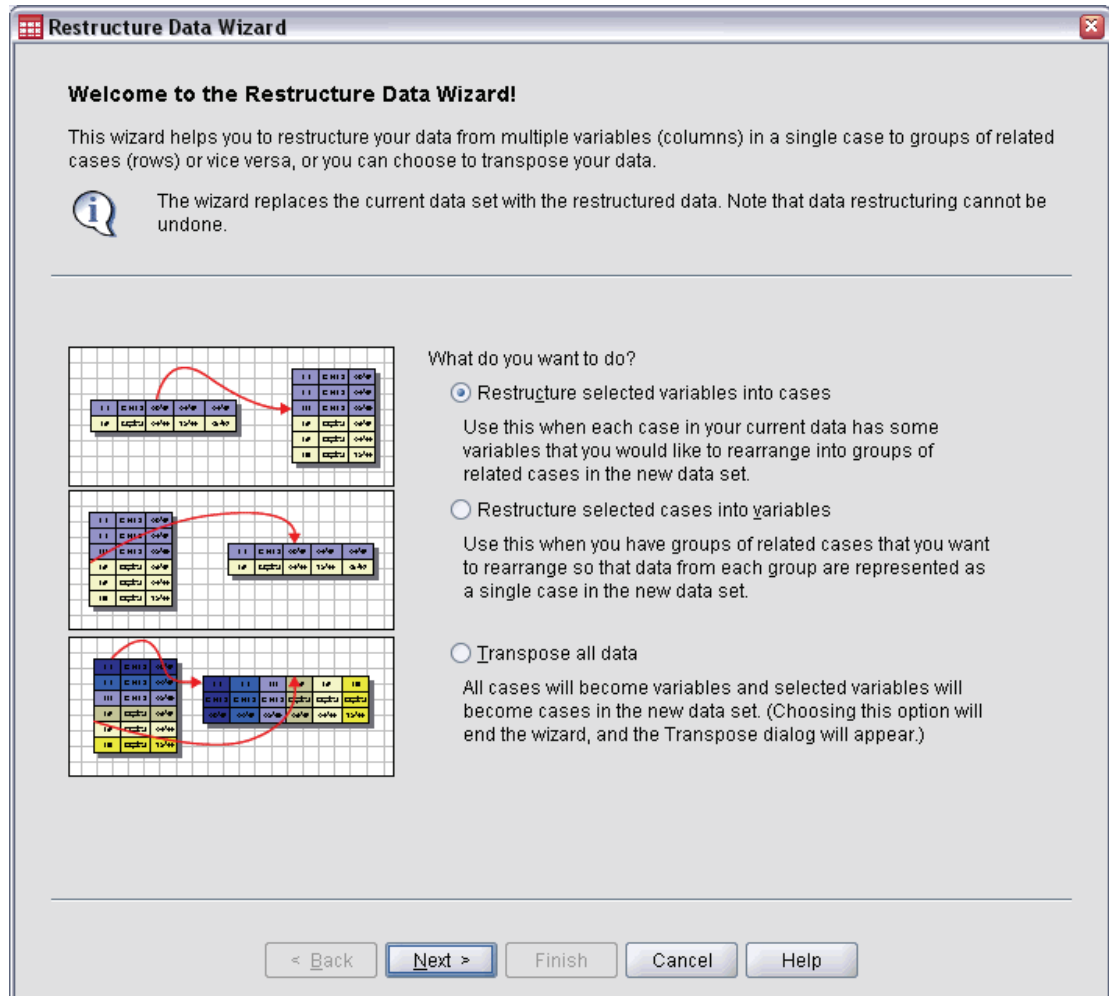 Restructure Data Wizard
Welcome to the Restructure Data Wizard!
This wizard helps you to restructure your data from multiple variables (columns) in a single case to groups of related
cases (rows) or vice versa, or you can choose to transpose your data.
The wizard replaces the current data set with the restructured data. Note that data restructuring cannot be
undone.
What do you want to do?
Restructure selected variables into cases
Use this when each case in your current data has some
variables that you would like to rearrange into groups of
related cases in the new data set.
Restructure selected cases into variables
Use this when you have groups of related cases that you want
to rearrange so that data from each group are represented as
a single case in the new data set.
Transpose all data
All cases will become variables and selected variables will
become cases in the new data set. (Choosing this option will
end the wizard, and the Transpose dialog will appear.)
< Back
Next >
Finish
Cancel
Help